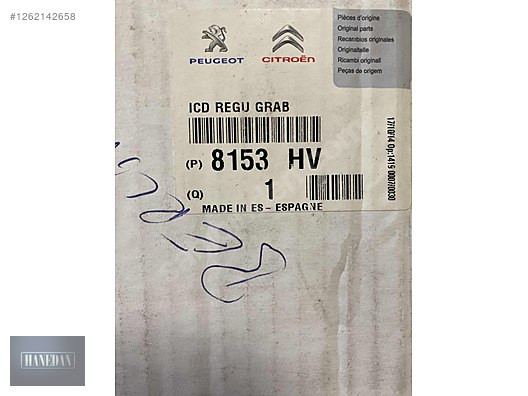 #1262142658
PEUGEOT
CITROËN
Pièces d'origine
Original parts
Recambios originales
Originalteile
Ricambi originali
Peças de origem
ICD REGU GRAB
(P) 8153 HV
(Q) 1
MADE IN ES - ESPAGNE
HANEDAN